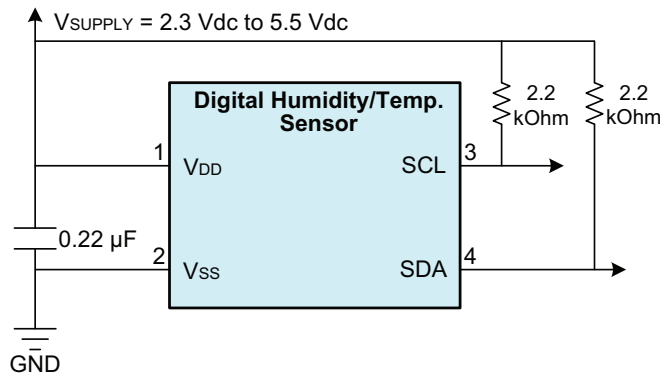 VSUPPLY = 2.3 Vdc to 5.5 Vdc
Digital Humidity/Temp.
Sensor
2.2
kOhm
2.2
kOhm
1
VDD
SCL
3
0.22 µF
2
VSS
SDA
4
GND